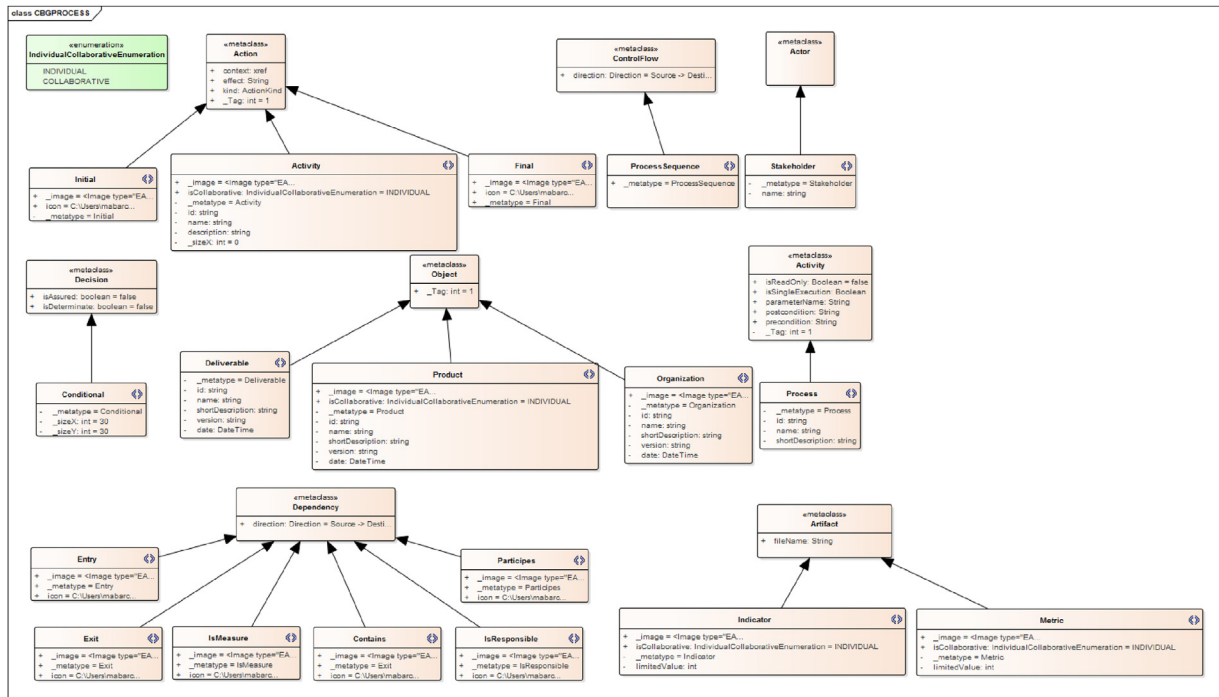 class CBGPROCESS
«enumeration»
IndividualCollaborativeEnumeration
INDIVIDUAL
COLLABORATIVE
«metaclass»
Action
+ context: xref
+ effect: String
+ kind: ActionKind
+ _Tag: int = 1
«metaclass»
ControlFlow
+ direction: Direction = Source -> Desti...
«metaclass»
Actor
Initial
+ _image = <Image type="EA...
+ icon = C:\Users\mabarc...
- _metatype = Initial
Activity
+ _image = <Image type="EA...
+ isCollaborative: IndividualCollaborativeEnumeration = INDIVIDUAL
- _metatype = Activity
- id: string
- name: string
- description: string
- _sizeX: int = 0
Final
+ _image = <Image type="EA...
+ icon = C:\Users\mabarc...
- _metatype = Final
ProcessSequence
+ _metatype = ProcessSequence
Stakeholder
- _metatype = Stakeholder
- name: string
«metaclass»
Decision
+ isAssured: boolean = false
+ isDeterminate: boolean = false
«metaclass»
Object
+ _Tag: int = 1
«metaclass»
Activity
+ isReadOnly: Boolean = false
+ isSingleExecution: Boolean
+ parameterName: String
+ postcondition: String
+ precondition: String
- _Tag: int = 1
Conditional
- _metatype = Conditional
- _sizeX: int = 30
- _sizeY: int = 30
Deliverable
- _metatype = Deliverable
- id: string
- name: string
- shortDescription: string
- version: string
- date: DateTime
Product
+ _image = <Image type="EA...
+ isCollaborative: IndividualCollaborativeEnumeration = INDIVIDUAL
- _metatype = Product
- id: string
- name: string
- shortDescription: string
- version: string
- date: DateTime
Organization
+ _image = <Image type="EA...
- _metatype = Organization
- id: string
- name: string
- shortDescription: string
- version: string
- date: DateTime
Process
- _metatype = Process
- id: string
- name: string
- shortDescription: string
«metaclass»
Dependency
+ direction: Direction = Source -> Desti...
«metaclass»
Artifact
+ fileName: String
Entry
+ _image = <Image type="EA...
+ _metatype = Entry
+ icon = C:\Users\mabarc...
Participes
+ _image = <Image type="EA...
+ _metatype = Participes
+ icon = C:\Users\mabarc...
Exit
+ _image = <Image type="EA...
+ _metatype = Exit
+ icon = C:\Users\mabarc...
IsMeasure
+ _image = <Image type="EA...
+ _metatype = IsMeasure
+ icon = C:\Users\mabarc...
Contains
+ _image = <Image type="EA...
+ _metatype = Exit
+ icon = C:\Users\mabarc...
IsResponsible
+ _image = <Image type="EA...
+ _metatype = IsResponsible
+ icon = C:\Users\mabarc...
Indicator
+ _image = <Image type="EA...
+ isCollaborative: IndividualCollaborativeEnumeration = INDIVIDUAL
- _metatype = Indicator
- limitedValue: int
Metric
+ _image = <Image type="EA...
+ isCollaborative: IndividualCollaborativeEnumeration = INDIVIDUAL
- _metatype = Metric
- limitedValue: int